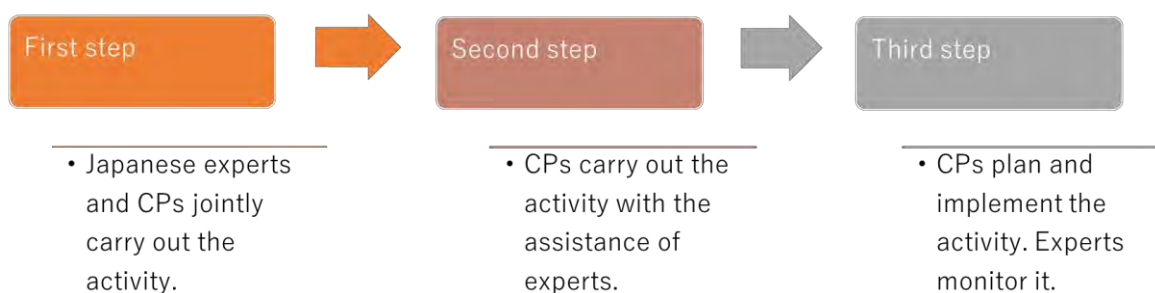 First step
Second step
Third step
• Japanese experts
and CPs jointly
carry out the
activity.
• CPs carry out the
activity with the
assistance of
experts.
• CPs plan and
implement the
activity. Experts
monitor it.